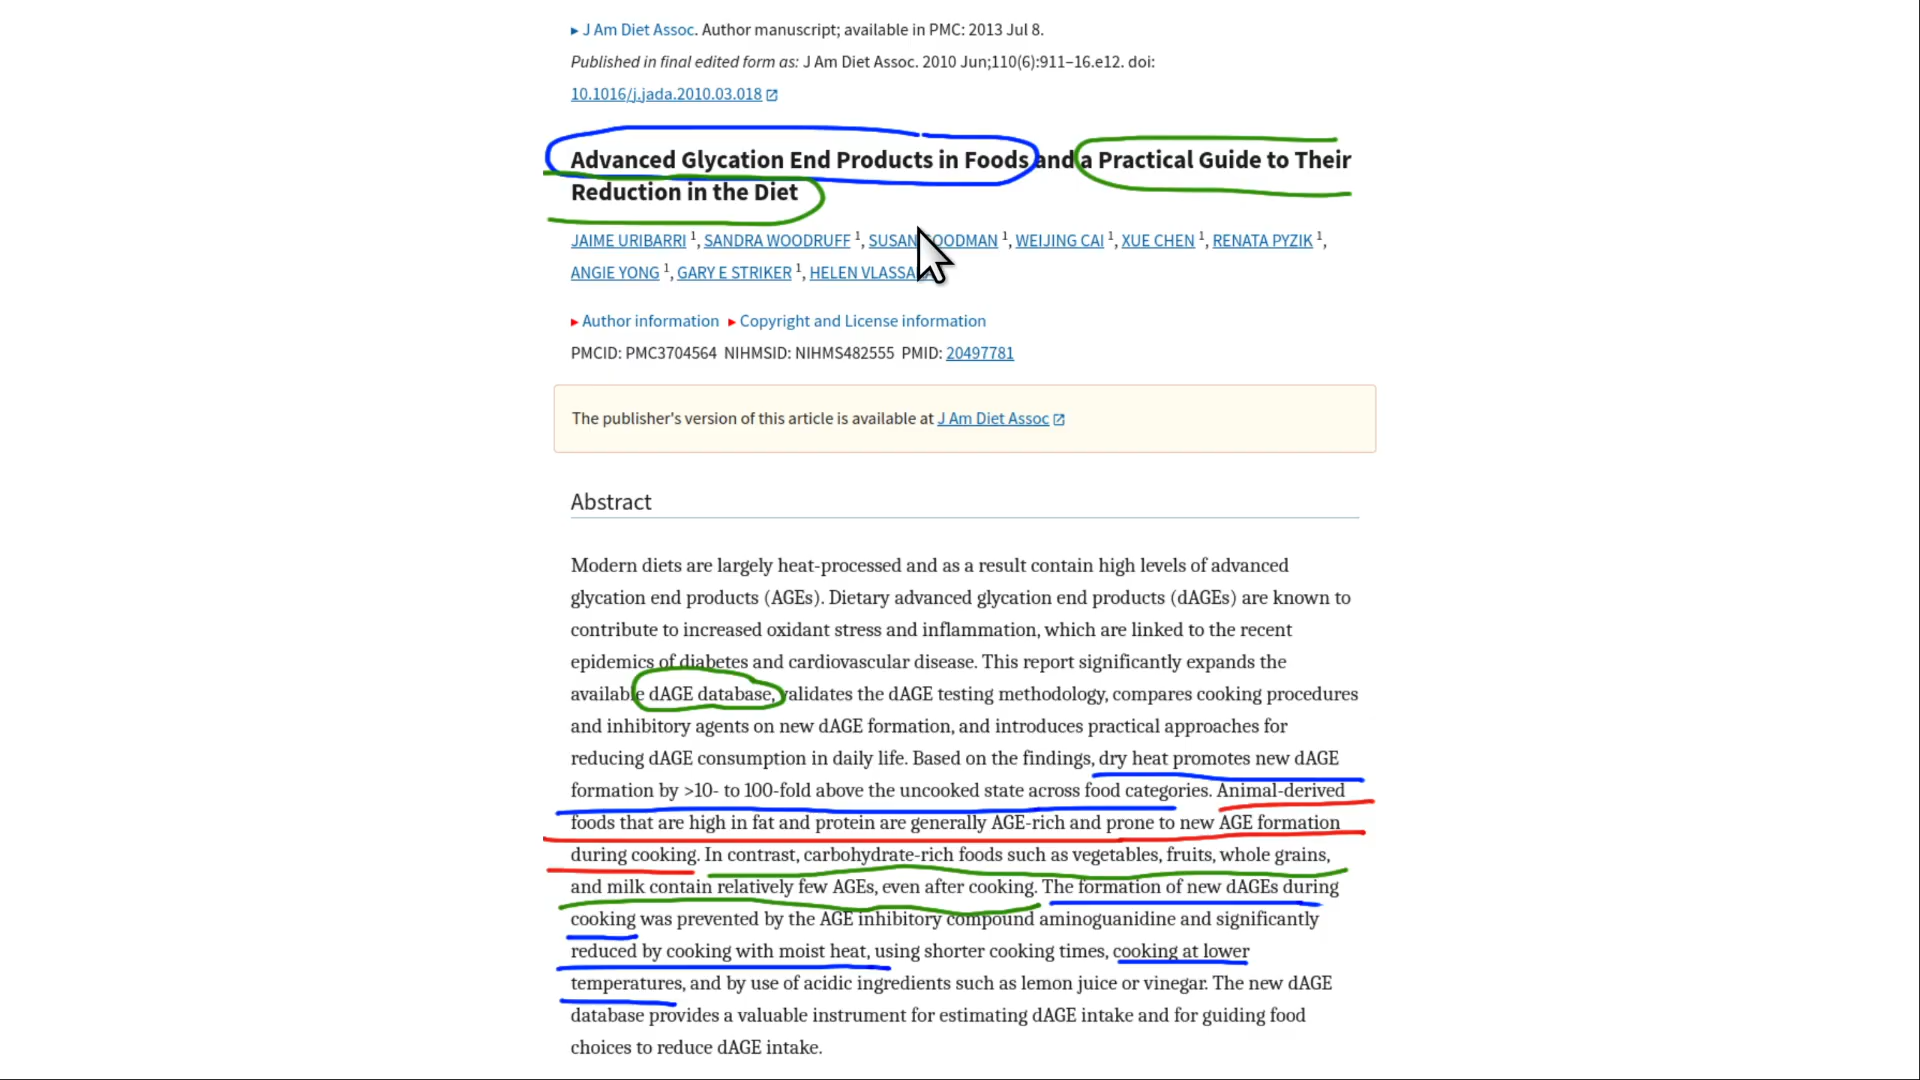 ▸ J Am Diet Assoc. Author manuscript; available in PMC: 2013 Jul 8.
Published in final edited form as: J Am Diet Assoc. 2010 Jun;110(6):911–16.e12. doi:
10.1016/j.jada.2010.03.018
Advanced Glycation End Products in Foods and a Practical Guide to Their
Reduction in the Diet
JAIME URIBARRI 1, SANDRA WOODRUFF 1, SUSAN GOODMAN 1, WEIJING CAI 1, XUE CHEN 1, RENATA PYZIK 1,
ANGIE YONG 1, GARY E STRIKER 1, HELEN
▸ Author information ▸ Copyright and License information
PMCID: PMC3704564 NIHMSID: NIHMS482555 PMID: 20497781
The publisher's version of this article is available at J Am Diet Assoc
Abstract
Modern diets are largely heat-processed and as a result contain high levels of advanced
glycation end products (AGEs). Dietary advanced glycation end products (dAGEs) are known to
contribute to increased oxidant stress and inflammation, which are linked to the recent
epidemics of diabetes and cardiovascular disease. This report significantly expands the
available dAGE database, validates the dAGE testing methodology, compares cooking procedures
and inhibitory agents on new dAGE formation, and introduces practical approaches for
reducing dAGE consumption in daily life. Based on the findings, dry heat promotes new dAGE
formation by >10- to 100-fold above the uncooked state across food categories. Animal-derived
foods that are high in fat and protein are generally AGE-rich and prone to new AGE formation
during cooking. In contrast, carbohydrate-rich foods such as vegetables, fruits, whole grains,
and milk contain relatively few AGEs, even after cooking. The formation of new dAGEs during
cooking was prevented by the AGE inhibitory compound aminoguanidine and significantly
reduced by cooking with moist heat, using shorter cooking times, cooking at lower
temperatures, and by use of acidic ingredients such as lemon juice or vinegar. The new dAGE
database provides a valuable instrument for estimating dAGE intake and for guiding food
choices to reduce dAGE intake.